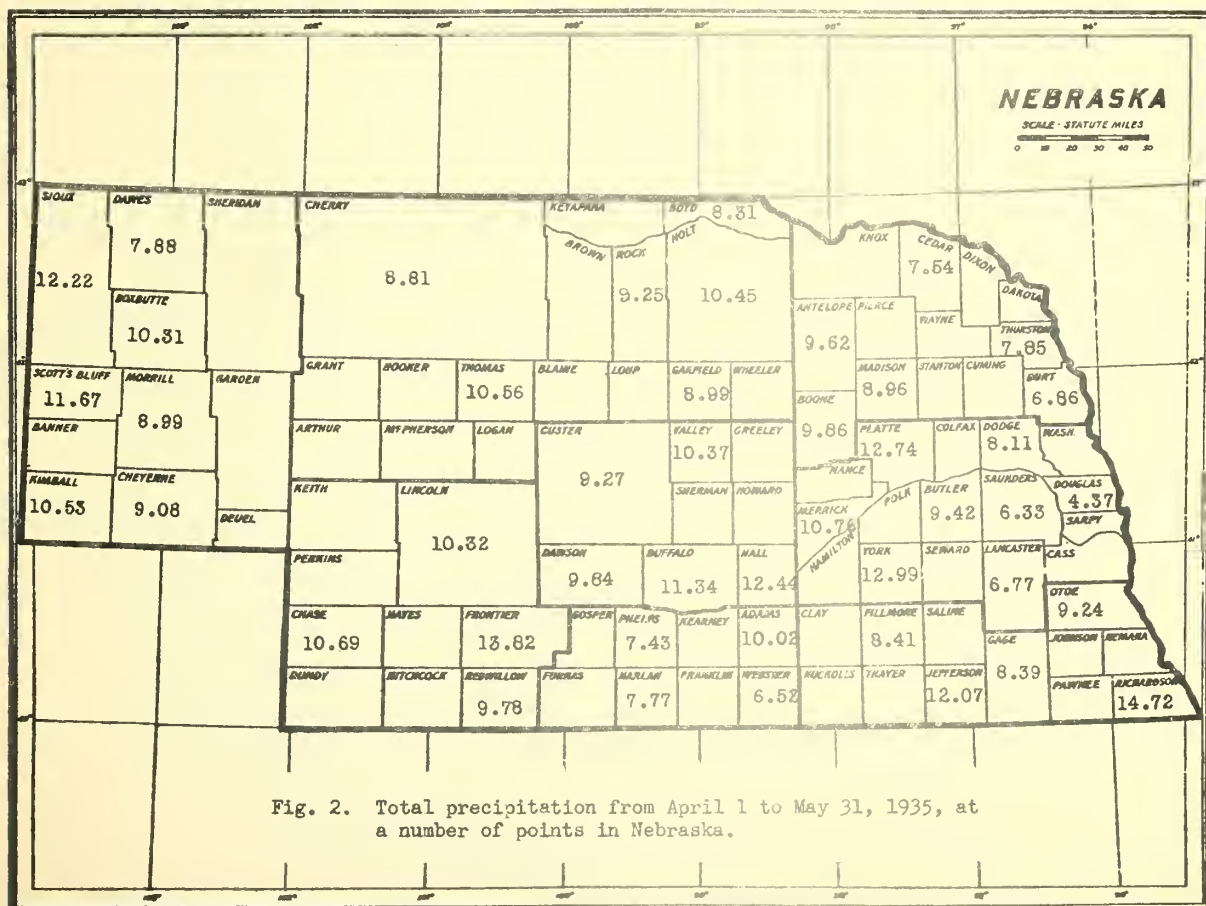 NEBRASKA
SCALE - STATUTE MILES
0 10 20 30 40 50
SIOUX DAWES SHERIDAN CHERRY KEYAPAHA BOYD 8.31
7.88 BROWN ROCK HOLT KNOX CEDAR DIXON
12.22 8.81 7.54
BOXBUTTE 9.25 10.45 DAKOTA
10.31 ANTELOPE PIERCE WAYNE THURSTON
9.62 7.85
SCOTT'S BLUFF MORRILL GARDEN GRANT HOOKER THOMAS BLAINE LOUP GARFIELD WHEELER MADISON STANTON CUMING BURT
11.67 8.99 10.56 8.99 8.96 6.86
BANNER BOONE
ARTHUR McPHERSON LOGAN CUSTER VALLEY GREELEY 9.86 PLATTE COLFAX DODGE WASH.
10.37 12.74 8.11
KIMBALL CHEYENNE 9.27 NANCE
10.53 9.08 KEITH LINCOLN SHERMAN HOWARD MERRICK POLK BUTLER SAUNDERS DOUGLAS
DEUEL 10.32 10.76 9.42 6.33 4.37
SARPY
PERKINS DAWSON BUFFALO HALL HAMILTON YORK SEWARD LANCASTER CASS
9.84 11.34 12.44 12.99 6.77
OTOE
CHASE HAYES FRONTIER GOSPER PHELPS KEARNEY ADAMS CLAY FILLMORE SALINE 9.24
10.69 13.82 7.43 10.02 8.41 GAGE JOHNSON NEMAHA
8.39
DUNDY HITCHCOCK REDWILLOW FURNAS HARLAN FRANKLIN WEBSTER NUCKOLLS THAYER JEFFERSON PAWNEE RICHARDSON
9.78 7.77 6.52 12.07 14.72
Fig. 2. Total precipitation from April 1 to May 31, 1935, at
a number of points in Nebraska.